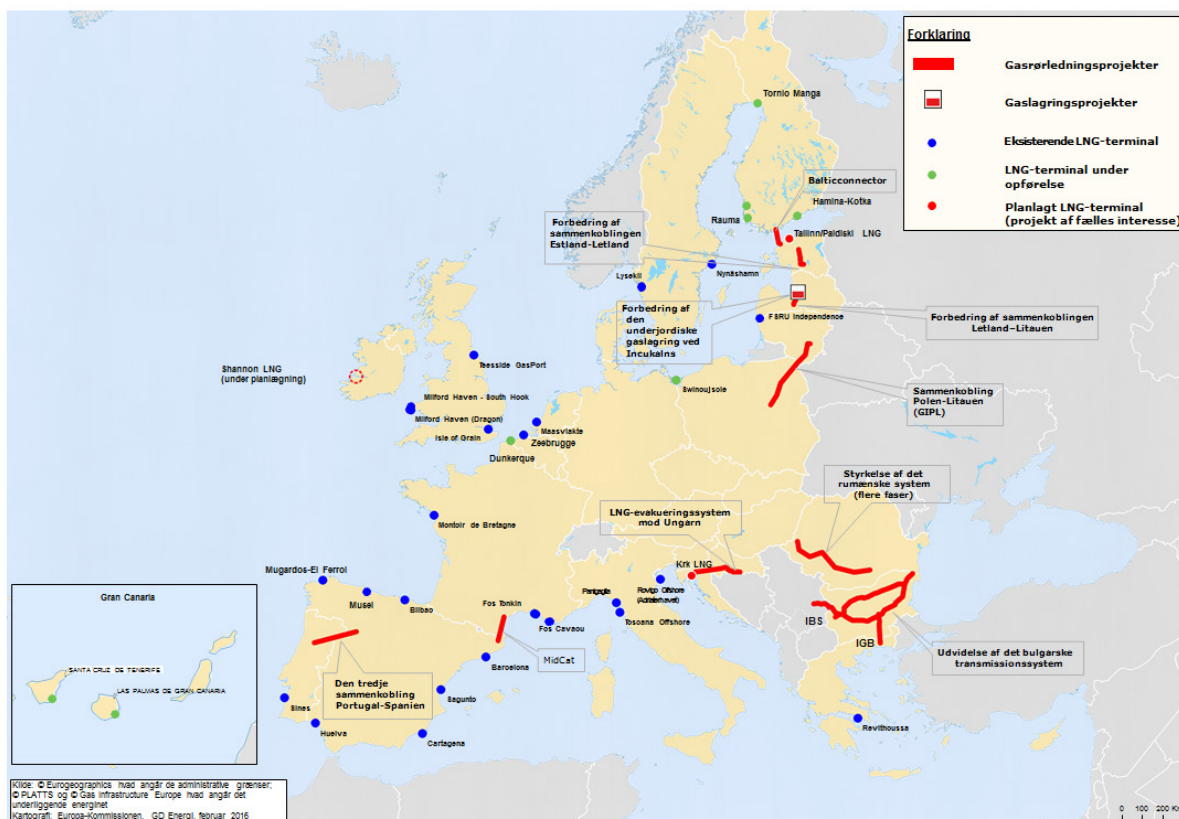 Forklaring
Gasrørledningsprojekter
Gaslagringsprojekter
Eksisterende LNG-terminal
LNG-terminal under
opførelse
Planlagt LNG-terminal
(projekt af fælles interesse)
Tornio Manga
Balticconnector
Hamina-Kotka
Rauma
Tallinn/Paldiski LNG
Forbedring af
sammenkoblingen
Estland-Letland
Lysekil
Nynäshamn
Forbedring af
den
underjordiske
gaslagring ved
Incukalns
FSRU Independence
Forbedring af sammenkoblingen
Letland-Litauen
Shannon LNG
(under planlægning)
Teesside GasPort
Milford Haven - South Hook
Milford Haven (Dragon)
Isle of Grain
Maasvlakte
Zeebrugge
Dunkerque
Swinoujscie
Sammenkobling
Polen-Litauen
(GIPL)
Styrkelse af det
rumænske system
(flere faser)
LNG-evakueringssystem
mod Ungarn
Montoir de Bretagne
Krk LNG
Mugardos-El Ferrol
Musel
Bilbao
Fos Tonkin
Fos Cavaou
Panigaglia
Rovigo Offshore
(Adriaterhavet)
Toscana Offshore
MidCat
Barcelona
Den tredje
sammenkobling
Portugal-Spanien
Sagunto
Sines
Huelva
Cartagena
IBS
IGB
Udvidelse af det bulgarske
transmissionssystem
Revithoussa
Gran Canaria
SANTA CRUZ DE TENERIFE
LAS PALMAS DE GRAN CANARIA
Kilde: © Eurogeographics hvad angår de administrative grænser;
© PLATTS og © Gas Infrastructure Europe hvad angår det
underliggende energinet
Kartografi: Europa-Kommissionen, GD Energi, februar 2016
0 100 200 Km